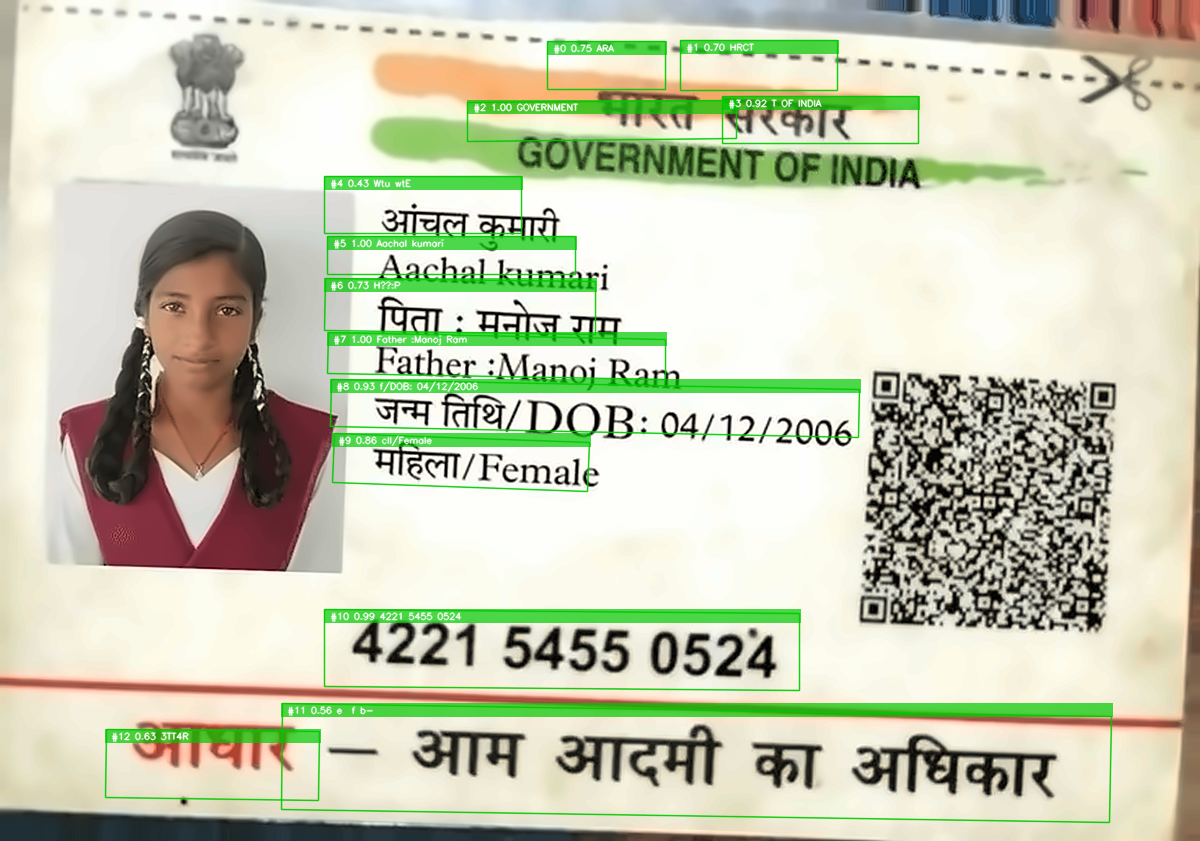 #0 0.75 ARA
#1 0.70 HRCT
#2 1.00 GOVERNMENT
#3 0.92 T OF INDIA
भारत सरकार
GOVERNMENT OF INDIA
#4 0.43 Wtu wtE
आंचल कुमारी
#5 1.00 Aachal kumari
Aachal kumari
#6 0.73 H??:P
पिता : मनोज राम
#7 1.00 Father :Manoj Ram
Father :Manoj Ram
#8 0.93 f/DOB: 04/12/2006
जन्म तिथि/DOB: 04/12/2006
#9 0.86 cll/Female
महिला/Female
#10 0.99 4221 5455 0524
4221 5455 0524
#11 0.56 e f b-
#12 0.63 3TT4R
आधार — आम आदमी का अधिकार